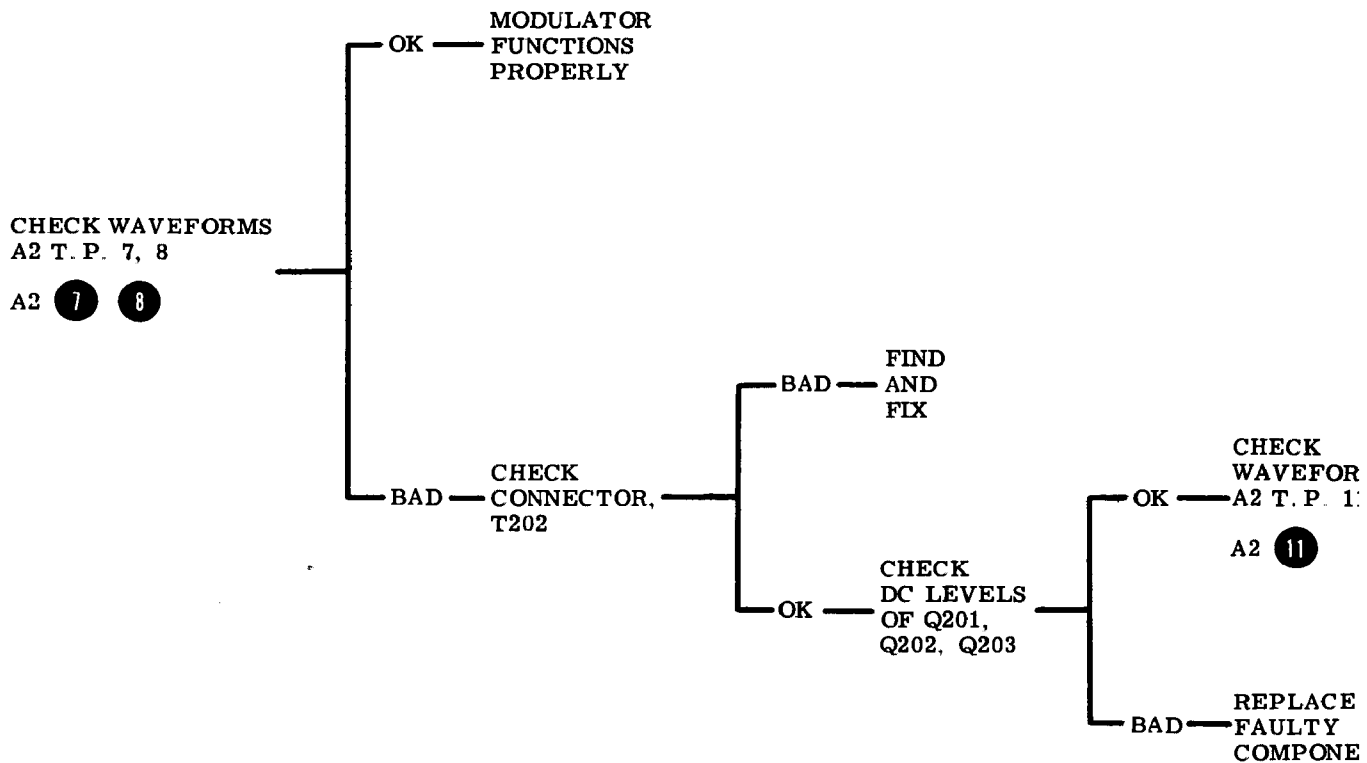 MODULATOR
OK FUNCTIONS
PROPERLY
CHECK WAVEFORMS
A2 T.P. 7, 8
A2 7 8
FIND
BAD AND
FIX
CHECK
BAD CONNECTOR,
T202
CHECK
WAVEFOR
OK A2 T.P. 11
A2 11
CHECK
OK DC LEVELS
OF Q201,
Q202, Q203
REPLACE
BAD FAULTY
COMPONE